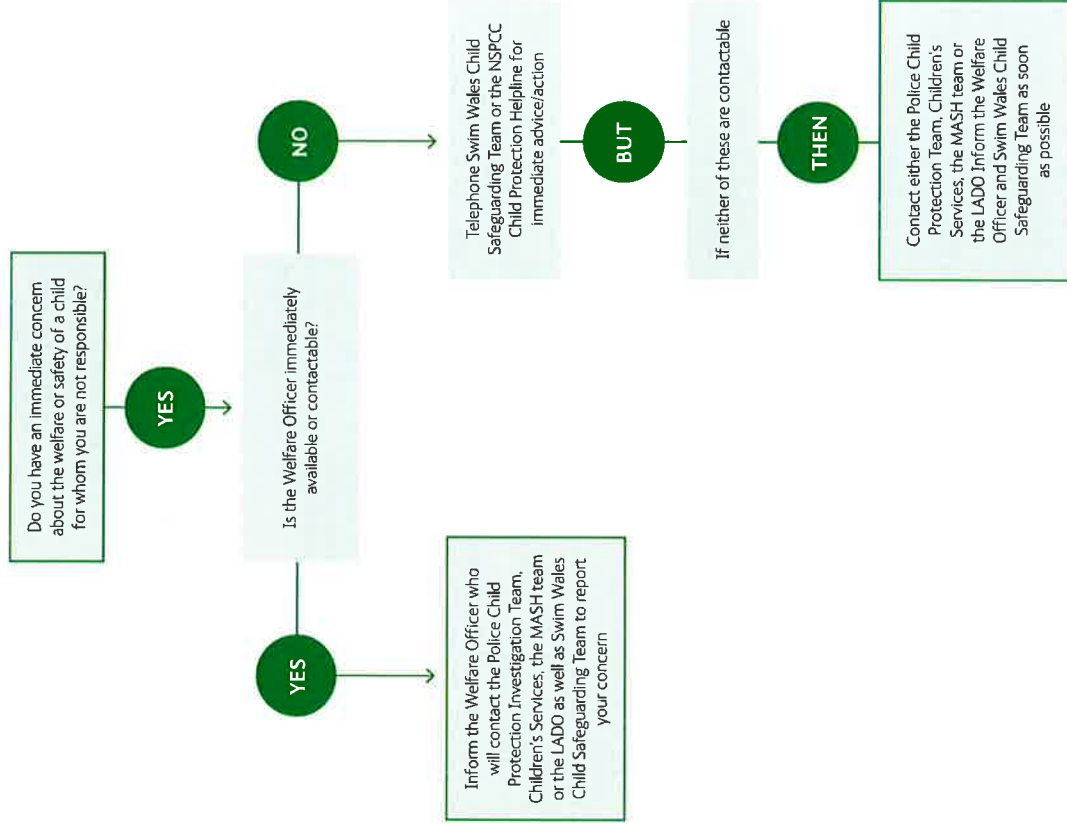 Do you have an immediate concern
about the welfare or safety of a child
for whom you are not responsible?
YES
Is the Welfare Officer immediately
available or contactable?
YES
Inform the Welfare Officer who
will contact the Police Child
Protection Investigation Team,
Children's Services, the MASH team
or the LADO as well as Swim Wales
Child Safeguarding Team to report
your concern
NO
Telephone Swim Wales Child
Safeguarding Team or the NSPCC
Child Protection Helpline for
immediate advice/action
BUT
If neither of these are contactable
THEN
Contact either the Police Child
Protection Team, Children's
Services, the MASH team or
the LADO Inform the Welfare
Officer and Swim Wales Child
Safeguarding Team as soon
as possible